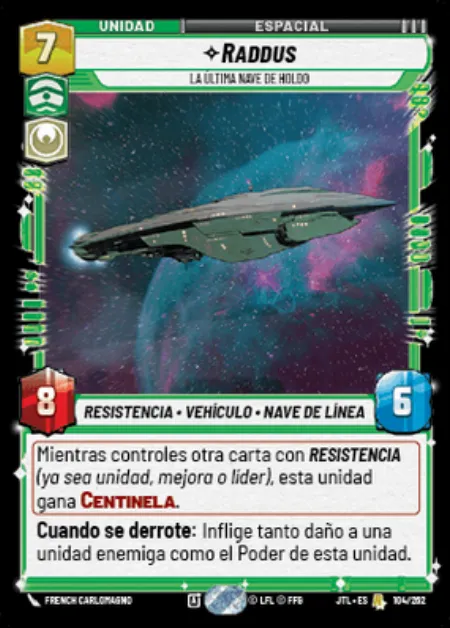 UNIDAD
ESPACIAL
7
RADDUS
LA ÚLTIMA NAVE DE HOLDO
8
6
RESISTENCIA • VEHÍCULO • NAVE DE LÍNEA
Mientras controles otra carta con RESISTENCIA
(ya sea unidad, mejora o líder), esta unidad
gana CENTINELA.
Cuando se derrote: Inflige tanto daño a una
unidad enemiga como el Poder de esta unidad.
FRENCH CARLOMAGNO
© LFL © FFG
JTL • ES
104/262